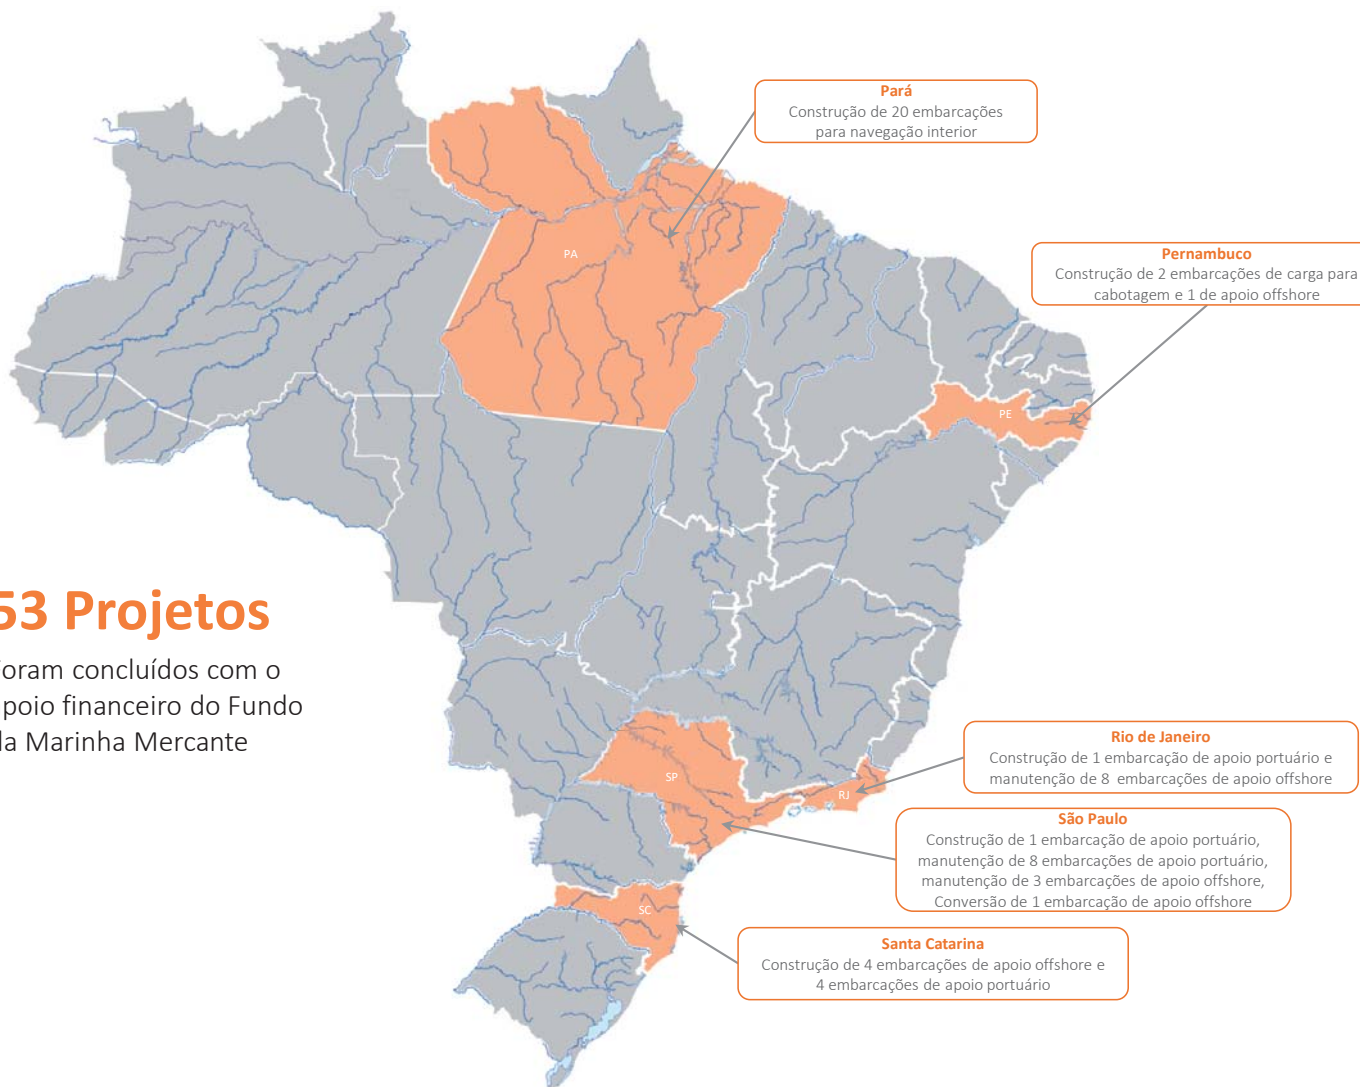 Pará
Construção de 20 embarcações
para navegação interior
PA
Pernambuco
Construção de 2 embarcações de carga para
cabotagem e 1 de apoio offshore
PE
53 Projetos
oram concluídos com o
poio financeiro do Fundo
da Marinha Mercante
Rio de Janeiro
Construção de 1 embarcação de apoio portuário e
manutenção de 8 embarcações de apoio offshore
SP
RJ
São Paulo
Construção de 1 embarcação de apoio portuário,
manutenção de 8 embarcações de apoio portuário,
manutenção de 3 embarcações de apoio offshore,
Conversão de 1 embarcação de apoio offshore
SC
Santa Catarina
Construção de 4 embarcações de apoio offshore e
4 embarcações de apoio portuário